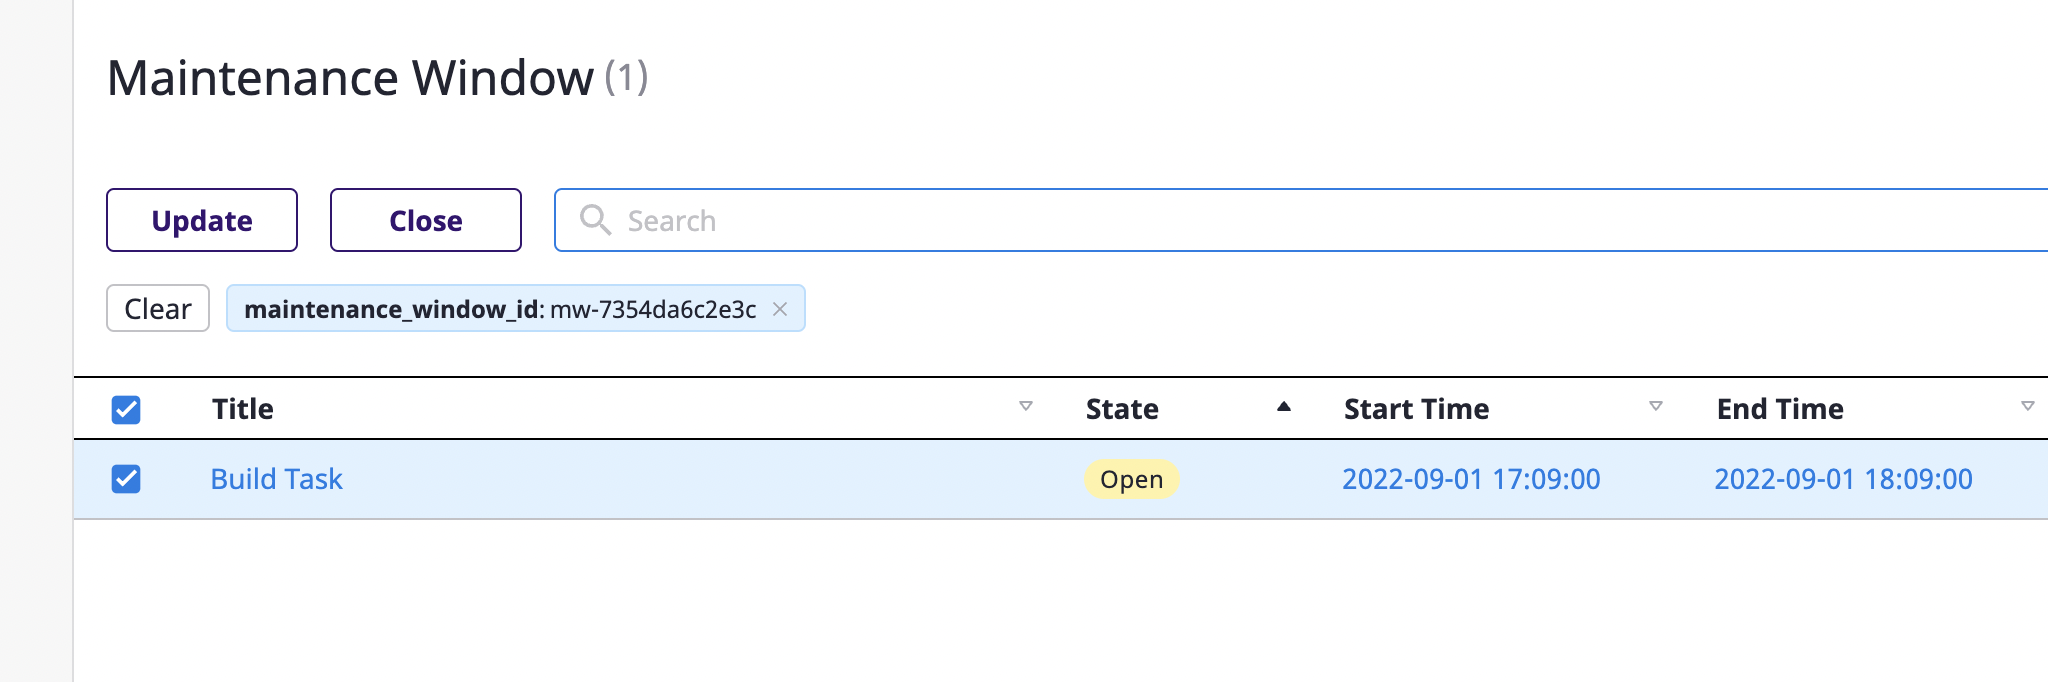 Maintenance Window (1)
Update Close Search
Clear maintenance_window_id: mw-7354da6c2e3c
Title State Start Time End Time
Build Task Open 2022-09-01 17:09:00 2022-09-01 18:09:00